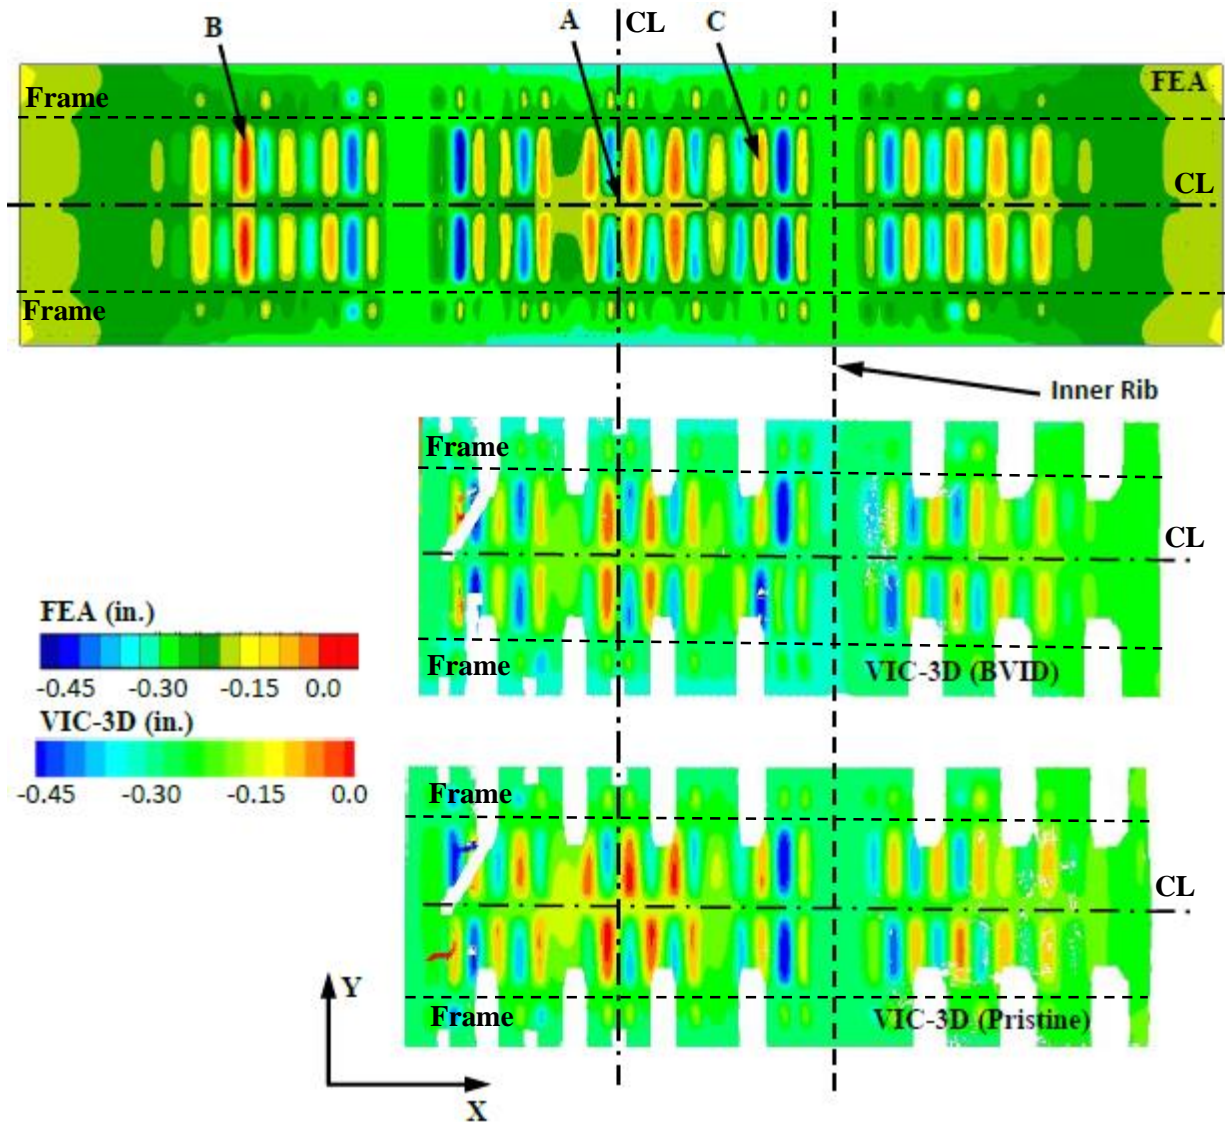 B
A
CL
C
FEA
Frame
CL
Frame
Inner Rib
Frame
CL
Frame
VIC-3D (BVID)
FEA (in.)
-0.45 -0.30 -0.15 0.0
VIC-3D (in.)
-0.45 -0.30 -0.15 0.0
Frame
CL
Frame
VIC-3D (Pristine)
Y
X